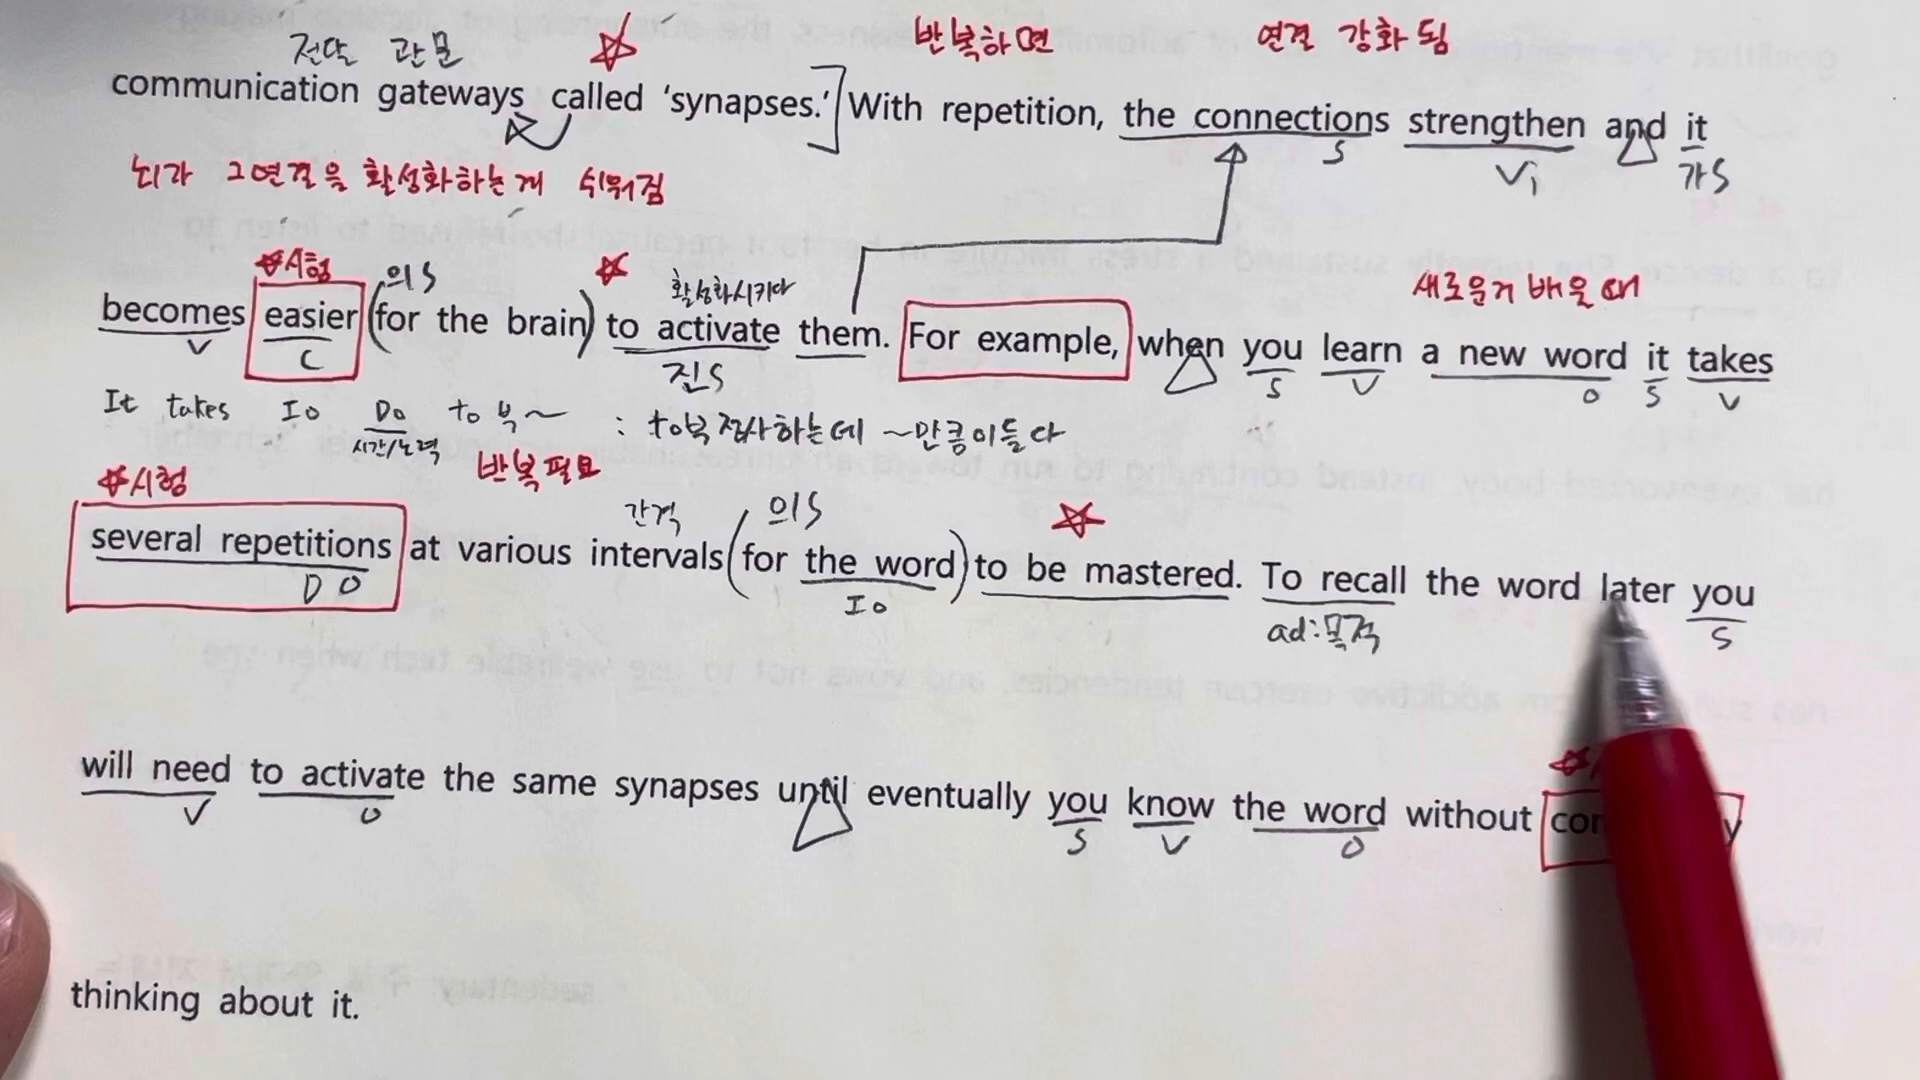 전달 관문 반복하면 연결 강화됨
communication gateways called ‘synapses.’ With repetition, the connections strengthen and it
S Vi 가S
뇌가 그연결을 활성화하는게 쉬워짐
시험 의S 활성화시키다 새로운거 배울 때
becomes easier (for the brain) to activate them. For example, when you learn a new word it takes
V C 진S S V O S V
It takes IO DO to 부~ : to부정사하는데 ~만큼이들다
시간/노력
시험 반복필요
간격 의S
several repetitions at various intervals (for the word) to be mastered. To recall the word later you
DO IO ad:목적 S
will need to activate the same synapses until eventually you know the word without
V O S V O
thinking about it.